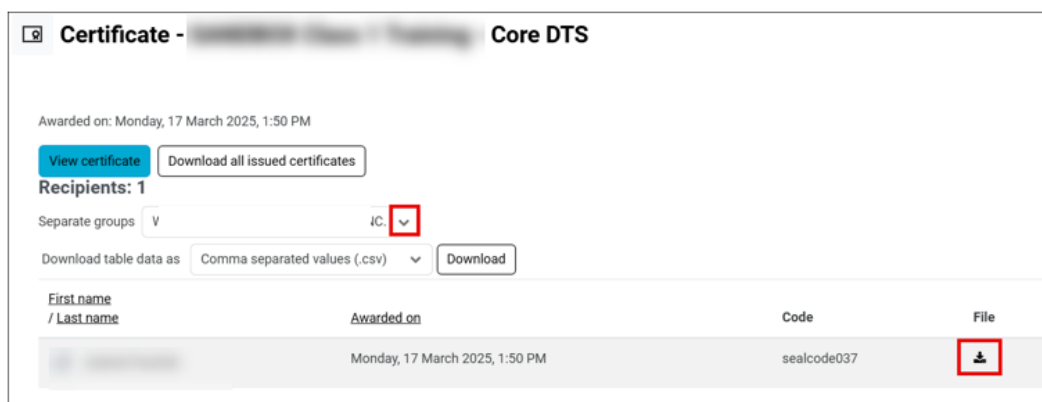 Certificate - Core DTS
Awarded on: Monday, 17 March 2025, 1:50 PM
View certificate Download all issued certificates
Recipients: 1
Separate groups
Download table data as Comma separated values (.csv) Download
First name
/ Last name Awarded on Code File
Monday, 17 March 2025, 1:50 PM sealcode037